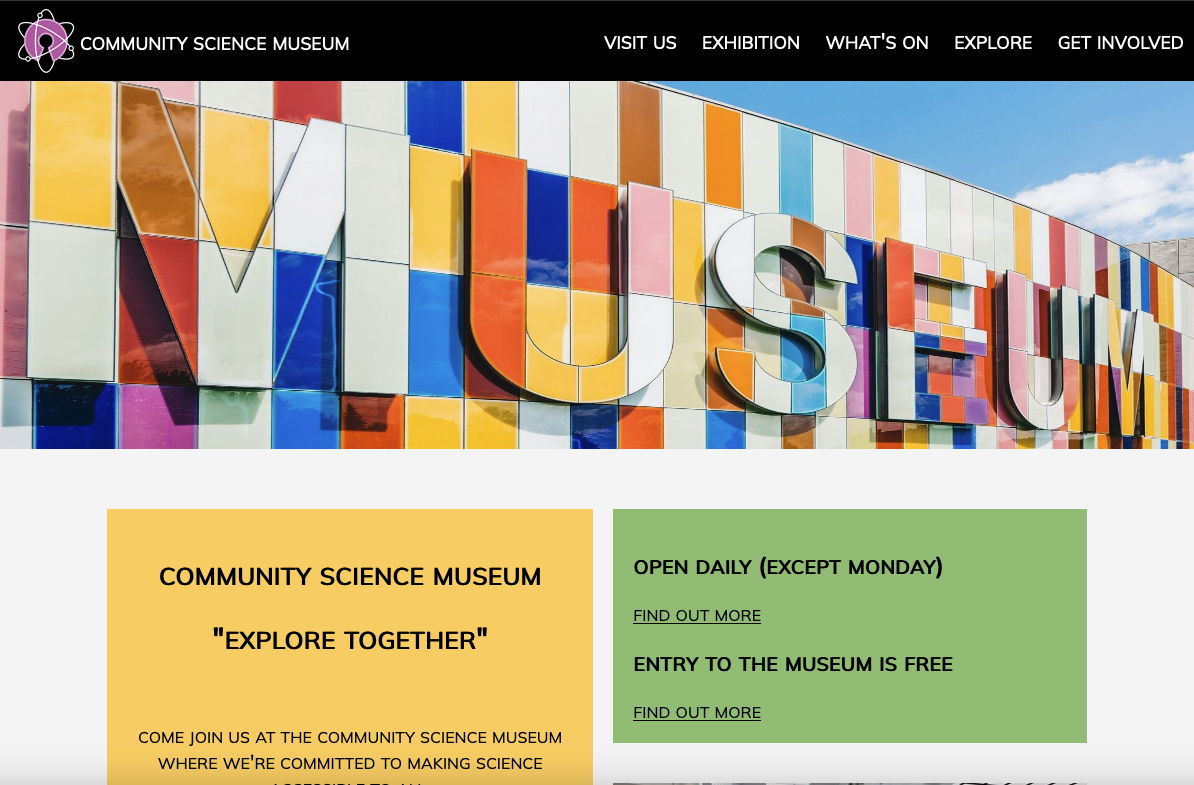 COMMUNITY SCIENCE MUSEUM
VISIT US
EXHIBITION
WHAT'S ON
EXPLORE
GET INVOLVED
MUSEUM
COMMUNITY SCIENCE MUSEUM
"EXPLORE TOGETHER"
COME JOIN US AT THE COMMUNITY SCIENCE MUSEUM
WHERE WE'RE COMMITTED TO MAKING SCIENCE
OPEN DAILY (EXCEPT MONDAY)
FIND OUT MORE
ENTRY TO THE MUSEUM IS FREE
FIND OUT MORE